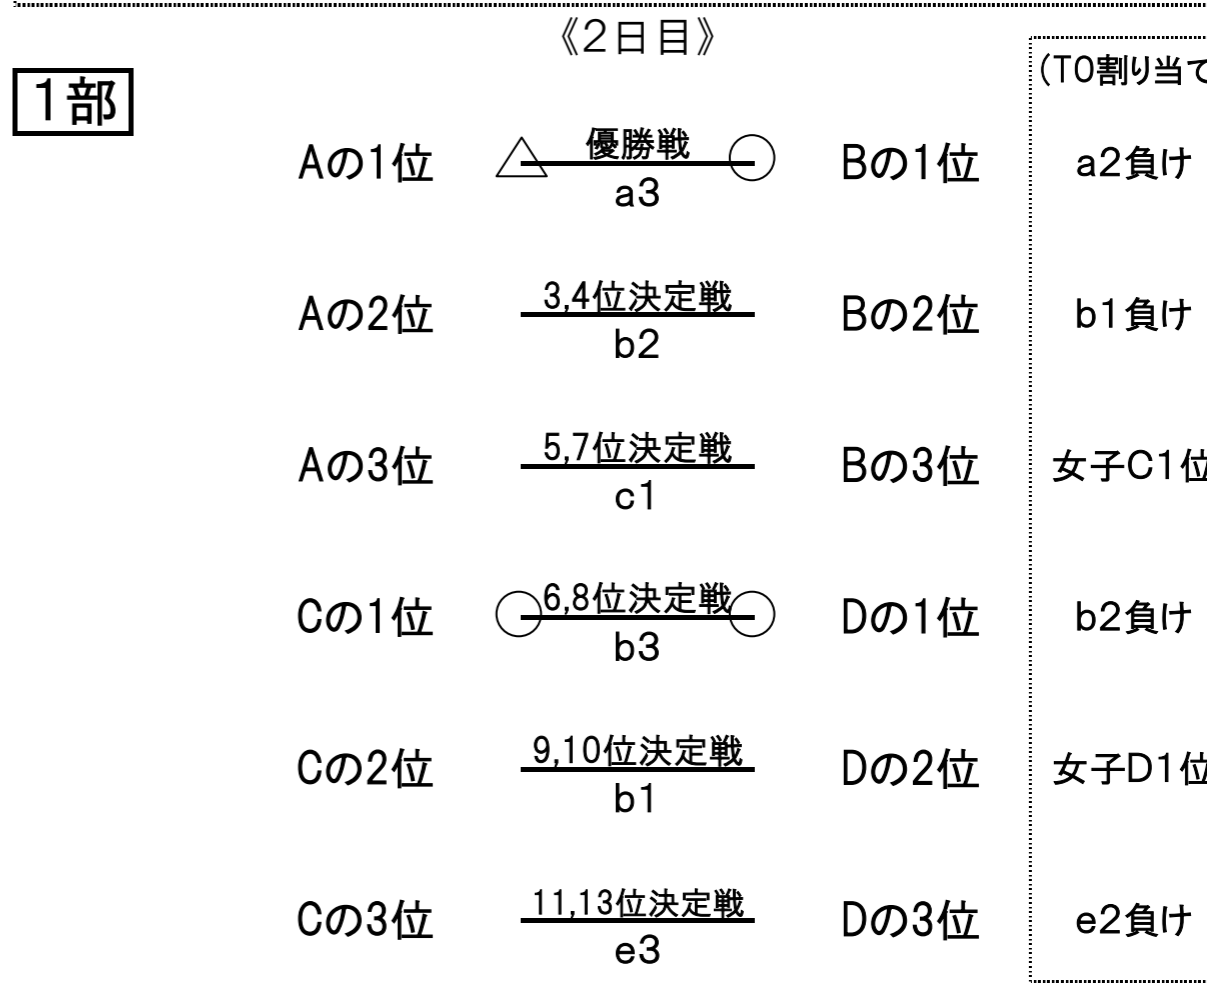 《2日目》
(TO割り当て
1部
優勝戦
Aの1位 Bの1位 a2負け
a3
3,4位決定戦
Aの2位 Bの2位 b1負け
b2
5,7位決定戦
Aの3位 Bの3位 女子C1位
c1
6,8位決定戦
Cの1位 Dの1位 b2負け
b3
9,10位決定戦
Cの2位 Dの2位 女子D1位
b1
11,13位決定戦
Cの3位 Dの3位 e2負け
e3